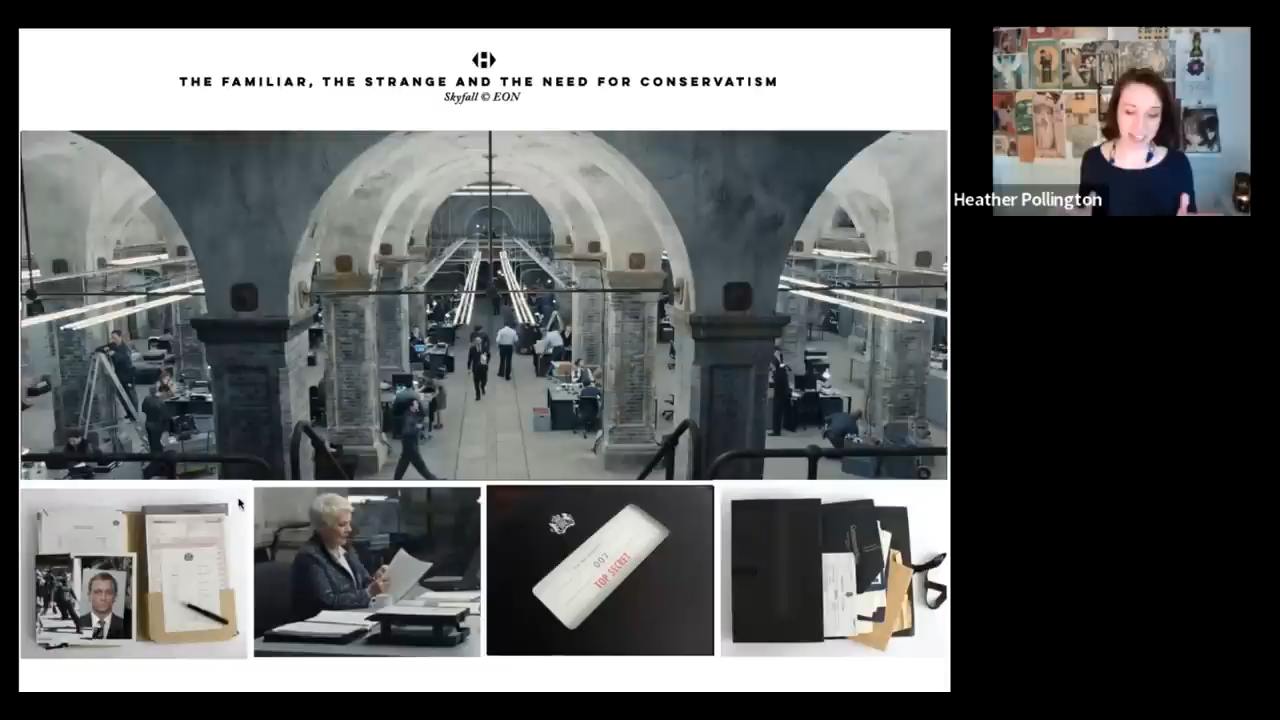 THE FAMILIAR, THE STRANGE AND THE NEED FOR CONSERVATISM
Skyfall © EON
Heather Pollington
007
TOP SECRET